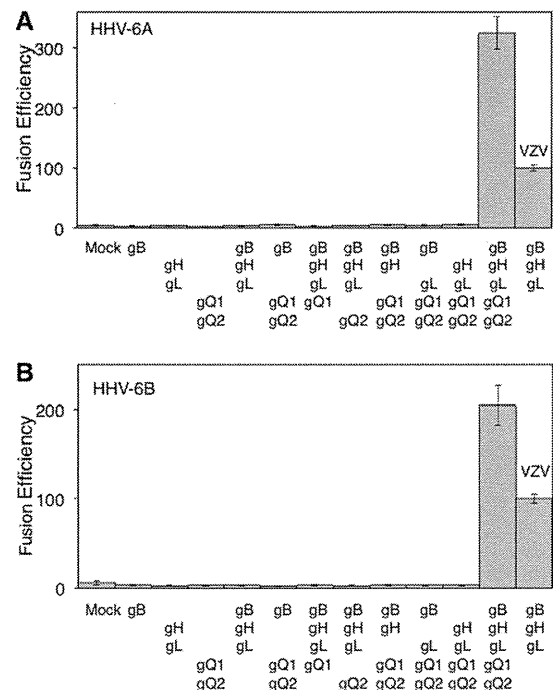 A
HHV-6A
Fusion Efficiency
300
200
100
0
VZV
Mock gB gB gB gB gB gB gB gB gB
gH gH gH gH gH gH gH gH
gL gL gL gL gL gL gL gL
gQ1 gQ1 gQ1 gQ1 gQ1 gQ1 gQ1
gQ2 gQ2 gQ2 gQ2 gQ2 gQ2 gQ2
B
HHV-6B
Fusion Efficiency
200
100
0
VZV
Mock gB gB gB gB gB gB gB gB gB
gH gH gH gH gH gH gH gH
gL gL gL gL gL gL gL gL
gQ1 gQ1 gQ1 gQ1 gQ1 gQ1 gQ1
gQ2 gQ2 gQ2 gQ2 gQ2 gQ2 gQ2